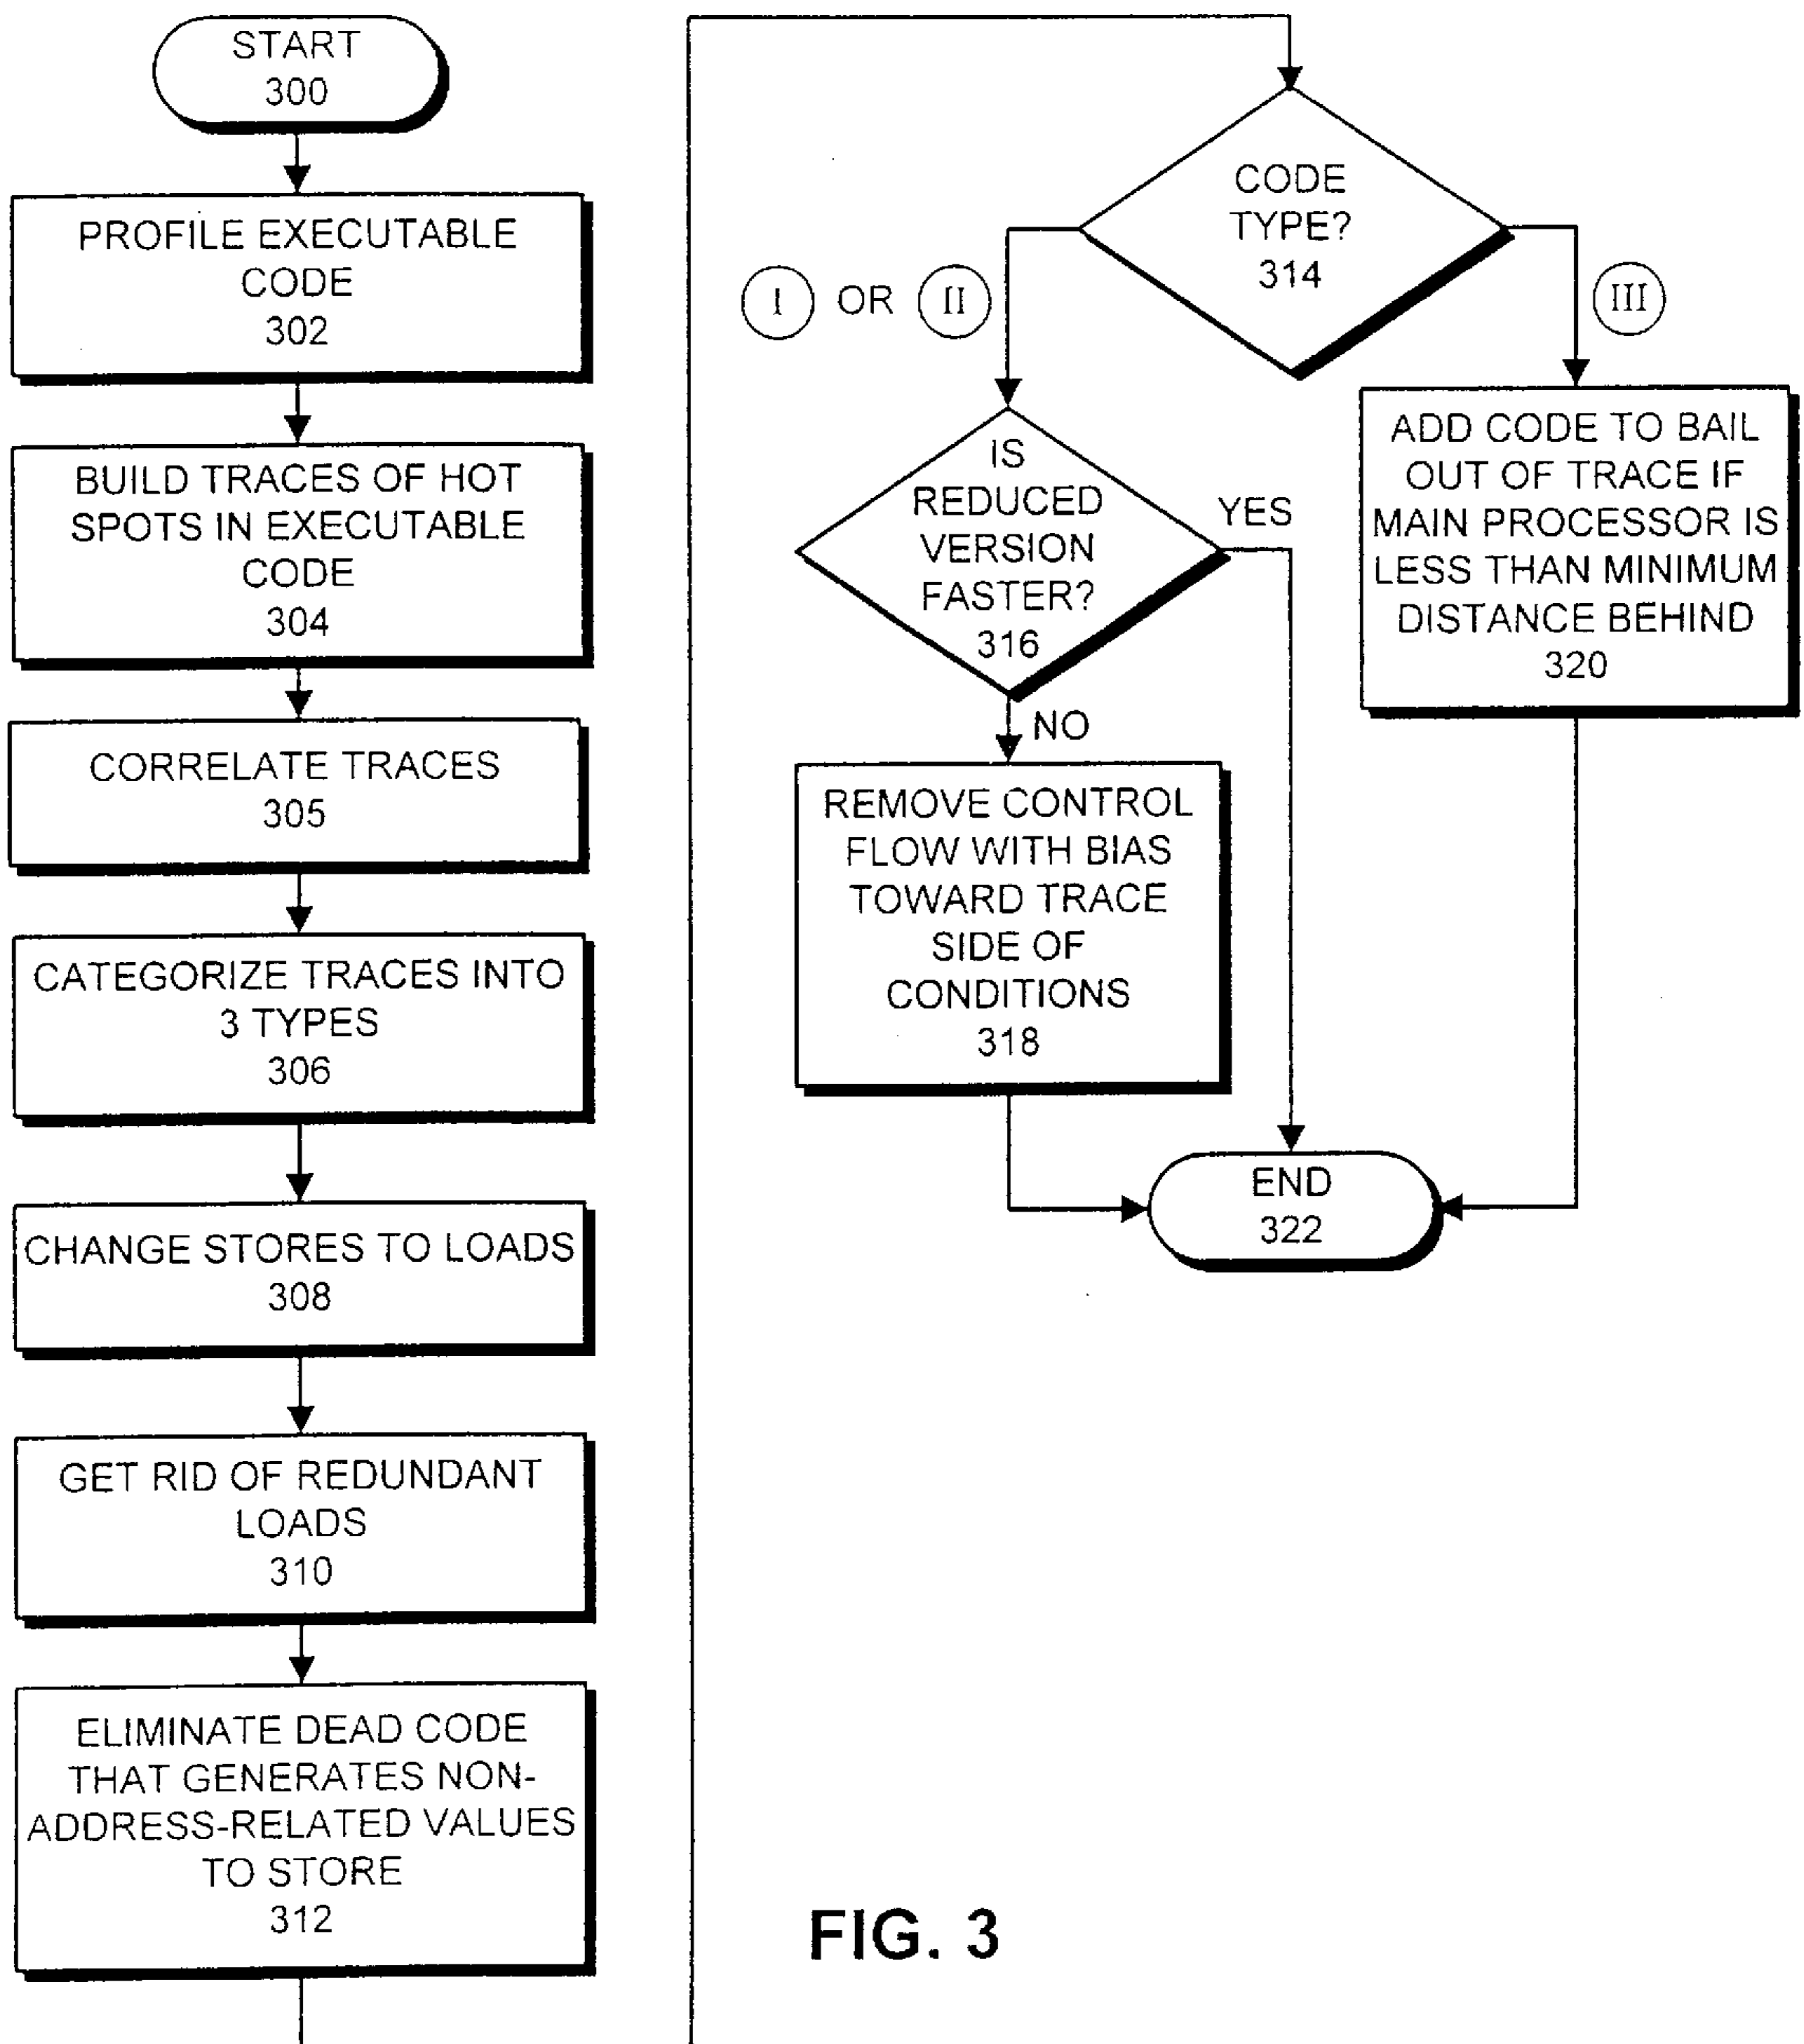 START
300
PROFILE EXECUTABLE
CODE
302
BUILD TRACES OF HOT
SPOTS IN EXECUTABLE
CODE
304
CORRELATE TRACES
305
CATEGORIZE TRACES INTO
3 TYPES
306
CHANGE STORES TO LOADS
308
GET RID OF REDUNDANT
LOADS
310
ELIMINATE DEAD CODE
THAT GENERATES NON-
ADDRESS-RELATED VALUES
TO STORE
312
CODE
TYPE?
314
I OR II
III
IS
REDUCED
VERSION
FASTER?
316
YES
NO
ADD CODE TO BAIL
OUT OF TRACE IF
MAIN PROCESSOR IS
LESS THAN MINIMUM
DISTANCE BEHIND
320
REMOVE CONTROL
FLOW WITH BIAS
TOWARD TRACE
SIDE OF
CONDITIONS
318
END
322
FIG. 3